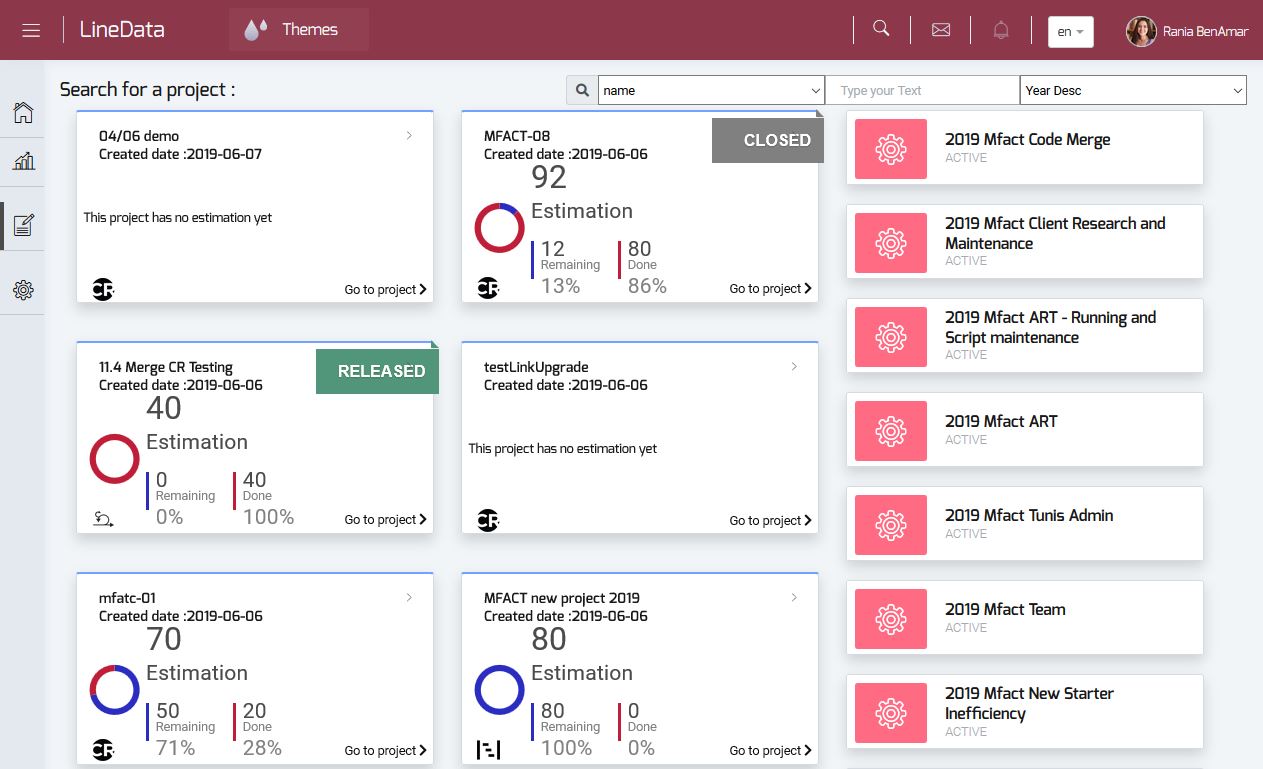 LineData
Themes
en
Rania BenAmar
Search for a project :
name
Type your Text
Year Desc
04/06 demo
Created date :2019-06-07
This project has no estimation yet
CR
Go to project
MFACT-08
Created date :2019-06-06
CLOSED
92
Estimation
12
Remaining
13%
80
Done
86%
CR
Go to project
11.4 Merge CR Testing
Created date :2019-06-06
RELEASED
40
Estimation
0
Remaining
0%
40
Done
100%
Go to project
testLinkUpgrade
Created date :2019-06-06
This project has no estimation yet
CR
Go to project
mfatc-01
Created date :2019-06-06
70
Estimation
50
Remaining
71%
20
Done
28%
CR
Go to project
MFACT new project 2019
Created date :2019-06-06
80
Estimation
80
Remaining
100%
0
Done
0%
Go to project
2019 Mfact Code Merge
ACTIVE
2019 Mfact Client Research and
Maintenance
ACTIVE
2019 Mfact ART - Running and
Script maintenance
ACTIVE
2019 Mfact ART
ACTIVE
2019 Mfact Tunis Admin
ACTIVE
2019 Mfact Team
ACTIVE
2019 Mfact New Starter
Inefficiency
ACTIVE